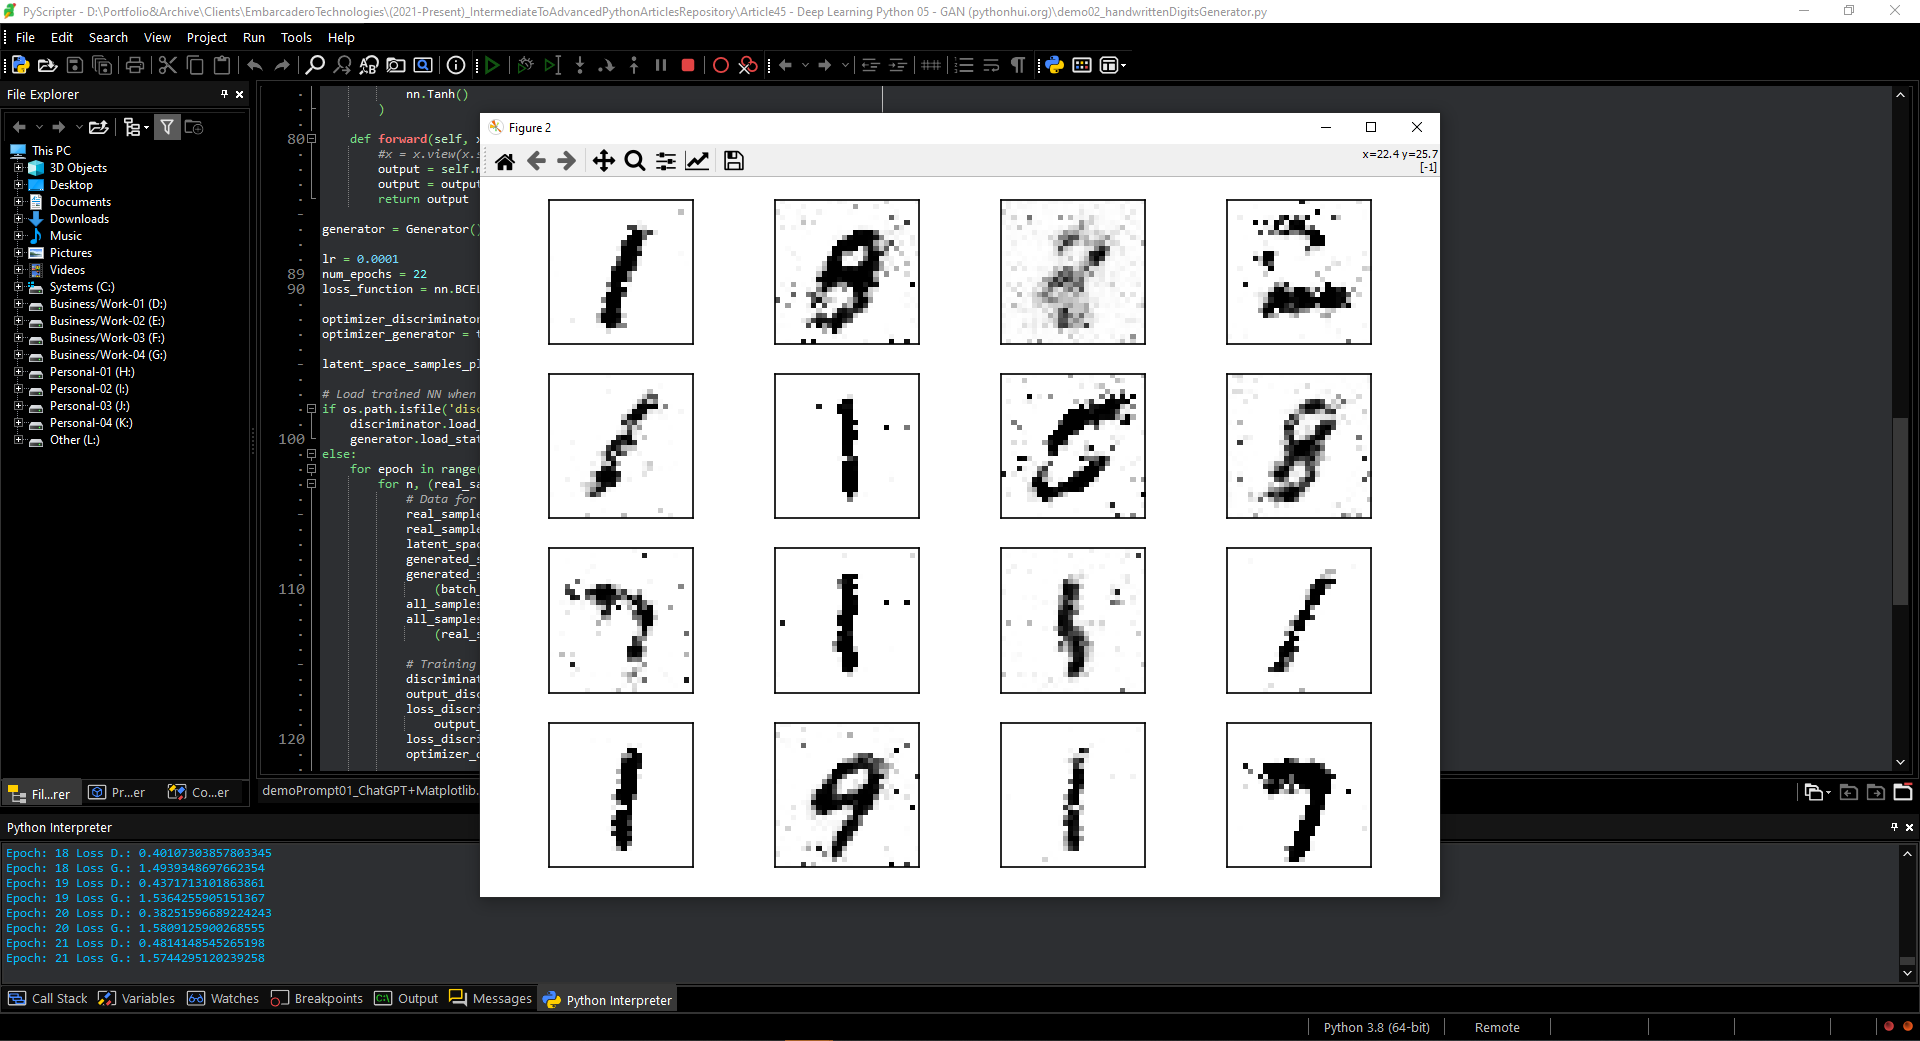 PyScripter - D:\Portfolio&Archive\Clients\EmbarcaderoTechnologies\(2021-Present)_IntermediateToAdvancedPythonArticlesRepository\Article45 - Deep Learning Python 05 - GAN (pythonhui.org)\demo02_handwrittenDigitsGenerator.py
File Edit Search View Project Run Tools Help
File Explorer
This PC
3D Objects
Desktop
Documents
Downloads
Music
Pictures
Videos
Systems (C:)
Business/Work-01 (D:)
Business/Work-02 (E:)
Business/Work-03 (F:)
Business/Work-04 (G:)
Personal-01 (H:)
Personal-02 (I:)
Personal-03 (J:)
Personal-04 (K:)
Other (L:)
Fil...rer Pr...er Co...er
nn.Tanh()
)
80 def forward(self,
#x = x.view(x.
output = self.
output = outpu
return output
generator = Generator()
lr = 0.0001
89 num_epochs = 22
90 loss_function = nn.BCEL
optimizer_discriminator
optimizer_generator =
latent_space_samples_pl
# Load trained NN when
if os.path.isfile('disc
discriminator.load_
100 generator.load_stat
else:
for epoch in range(
for n, (real_sa
# Data for
real_sample
real_sample
latent_spac
generated_s
generated_s
110 (batch_
all_samples
all_samples
(real_s
# Training
discriminat
output_disc
loss_discri
output_
120 loss_discri
optimizer_d
demoPrompt01_ChatGPT+Matplotlib.
Figure 2
x=22.4 y=25.7
[-1]
Python Interpreter
Epoch: 18 Loss D.: 0.40107303857803345
Epoch: 18 Loss G.: 1.4939348697662354
Epoch: 19 Loss D.: 0.4371713101863861
Epoch: 19 Loss G.: 1.5364255905151367
Epoch: 20 Loss D.: 0.38251596689224243
Epoch: 20 Loss G.: 1.5809125900268555
Epoch: 21 Loss D.: 0.4814148545265198
Epoch: 21 Loss G.: 1.5744295120239258
Call Stack Variables Watches Breakpoints Output Messages Python Interpreter
Python 3.8 (64-bit) Remote